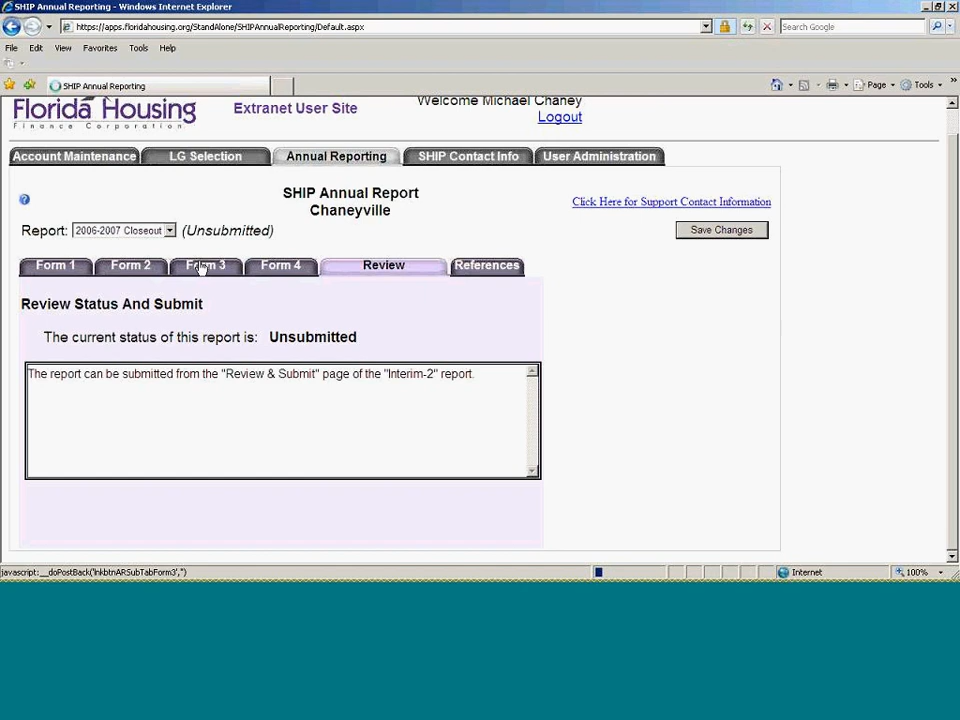 SHIP Annual Reporting - Windows Internet Explorer
https://apps.floridahousing.org/StandAlone/SHIPAnnualReporting/Default.aspx
Search Google
File Edit View Favorites Tools Help
SHIP Annual Reporting
Page Tools
Florida Housing
Finance Corporation
Extranet User Site
Welcome Michael Chaney
Logout
Account Maintenance LG Selection Annual Reporting SHIP Contact Info User Administration
SHIP Annual Report
Chaneyville
Click Here for Support Contact Information
Report: 2006-2007 Closeout (Unsubmitted)
Save Changes
Form 1 Form 2 Form 3 Form 4 Review References
Review Status And Submit
The current status of this report is: Unsubmitted
The report can be submitted from the "Review & Submit" page of the "Interim-2" report.
javascript:__doPostBack('lnkbtnARSubTabForm3','')
Internet
100%